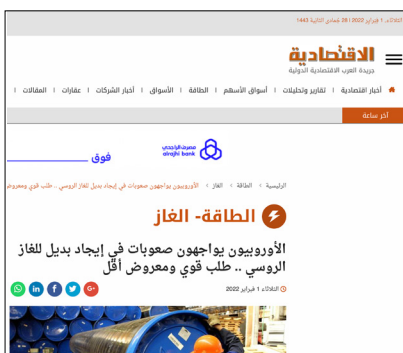 الثلاثاء 1 فبراير 2022 | 28 جمادى الثانية 1443
الاقتصادية
جريدة العرب الاقتصادية الدولية
أخبار اقتصادية | تقارير وتحليلات | أسواق الأسهم | الطاقة | الأسواق | أخبار الشركات | عقارات | المقالات |
آخر ساعة
مصرف الراجحي
alrajhi bank
فوق
الرئيسية > الطاقة > الغاز > الأوروبيون يواجهون صعوبات في إيجاد بديل للغاز الروسي .. طلب قوي ومعروض
الطاقة- الغاز
الأوروبيون يواجهون صعوبات في إيجاد بديل للغاز
الروسي .. طلب قوي ومعروض أقل
الثلاثاء 1 فبراير 2022
G+